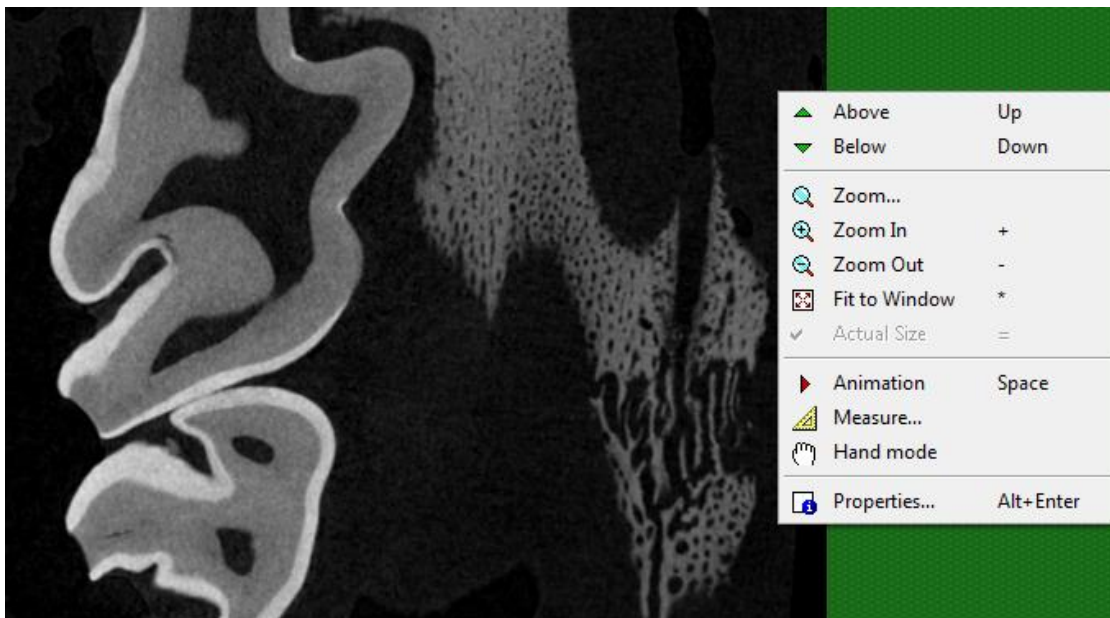 Above Up
Below Down
Zoom...
Zoom In +
Zoom Out -
Fit to Window *
Actual Size =
Animation Space
Measure...
Hand mode
Properties... Alt+Enter